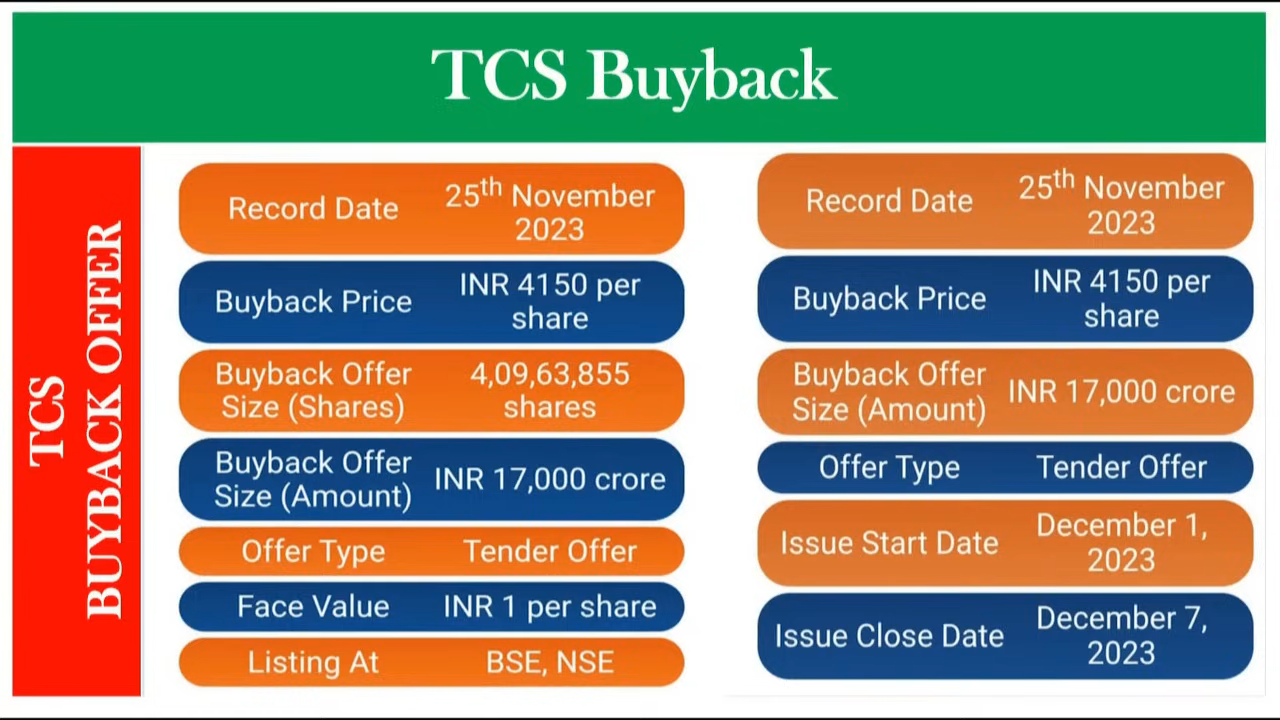 TCS Buyback
TCS
BUYBACK OFFER
Record Date
25th November
2023
Buyback Price
INR 4150 per
share
Buyback Offer
Size (Shares)
4,09,63,855
shares
Buyback Offer
Size (Amount)
INR 17,000 crore
Offer Type
Tender Offer
Face Value
INR 1 per share
Listing At
BSE, NSE
Record Date
25th November
2023
Buyback Price
INR 4150 per
share
Buyback Offer
Size (Amount)
INR 17,000 crore
Offer Type
Tender Offer
Issue Start Date
December 1,
2023
Issue Close Date
December 7,
2023